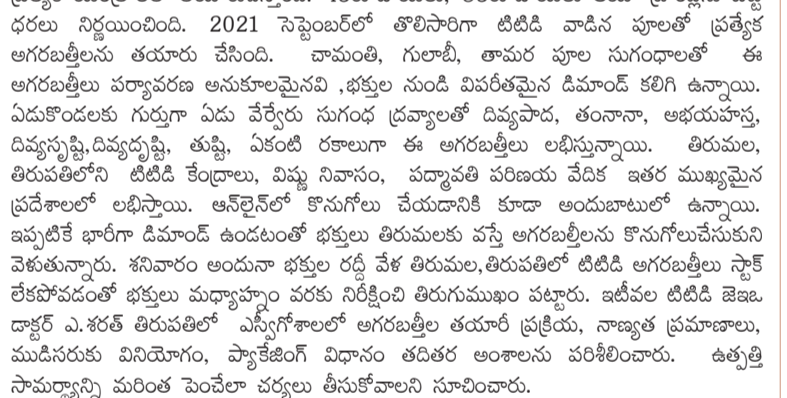 ధరలు నిర్ణయించింది. 2021 సెప్టెంబర్‌లో తొలిసారిగా టిటిడి వాడిన పూలతో ప్రత్యేక
అగరబత్తీలను తయారు చేసింది. చామంతి, గులాబీ, తామర పూల సుగంధాలతో ఈ
అగరబత్తీలు పర్యావరణ అనుకూలమైనవి ,భక్తుల నుండి విపరీతమైన డిమాండ్ కలిగి ఉన్నాయి.
ఏడుకొండలకు గుర్తుగా ఏడు వేర్వేరు సుగంధ ద్రవ్యాలతో దివ్యపాద, తంనానా, అభయహస్త,
దివ్యసృష్టి,దివ్యదృష్టి, తుష్టి, ఏకంటి రకాలుగా ఈ అగరబత్తీలు లభిస్తున్నాయి. తిరుమల,
తిరుపతిలోని టిటిడి కేంద్రాలు, విష్ణు నివాసం, పద్మావతి పరిణయ వేదిక ఇతర ముఖ్యమైన
ప్రదేశాలలో లభిస్తాయి. ఆన్‌లైన్‌లో కొనుగోలు చేయడానికి కూడా అందుబాటులో ఉన్నాయి.
ఇప్పటికే భారీగా డిమాండ్ ఉండటంతో భక్తులు తిరుమలకు వస్తే అగరబత్తీలను కొనుగోలుచేసుకుని
వెళుతున్నారు. శనివారం అందునా భక్తుల రద్దీ వేళ తిరుమల,తిరుపతిలో టిటిడి అగరబత్తీలు స్టాక్
లేకపోవడంతో భక్తులు మధ్యాహ్నం వరకు నిరీక్షించి తిరుగుముఖం పట్టారు. ఇటీవల టిటిడి జెఇఒ
డాక్టర్ ఎ.శరత్ తిరుపతిలో ఎస్వీగోశాలలో అగరబత్తీల తయారీ ప్రక్రియ, నాణ్యత ప్రమాణాలు,
ముడిసరుకు వినియోగం, ప్యాకేజింగ్ విధానం తదితర అంశాలను పరిశీలించారు. ఉత్పత్తి
సామర్థ్యాన్ని మరింత పెంచేలా చర్యలు తీసుకోవాలని సూచించారు.